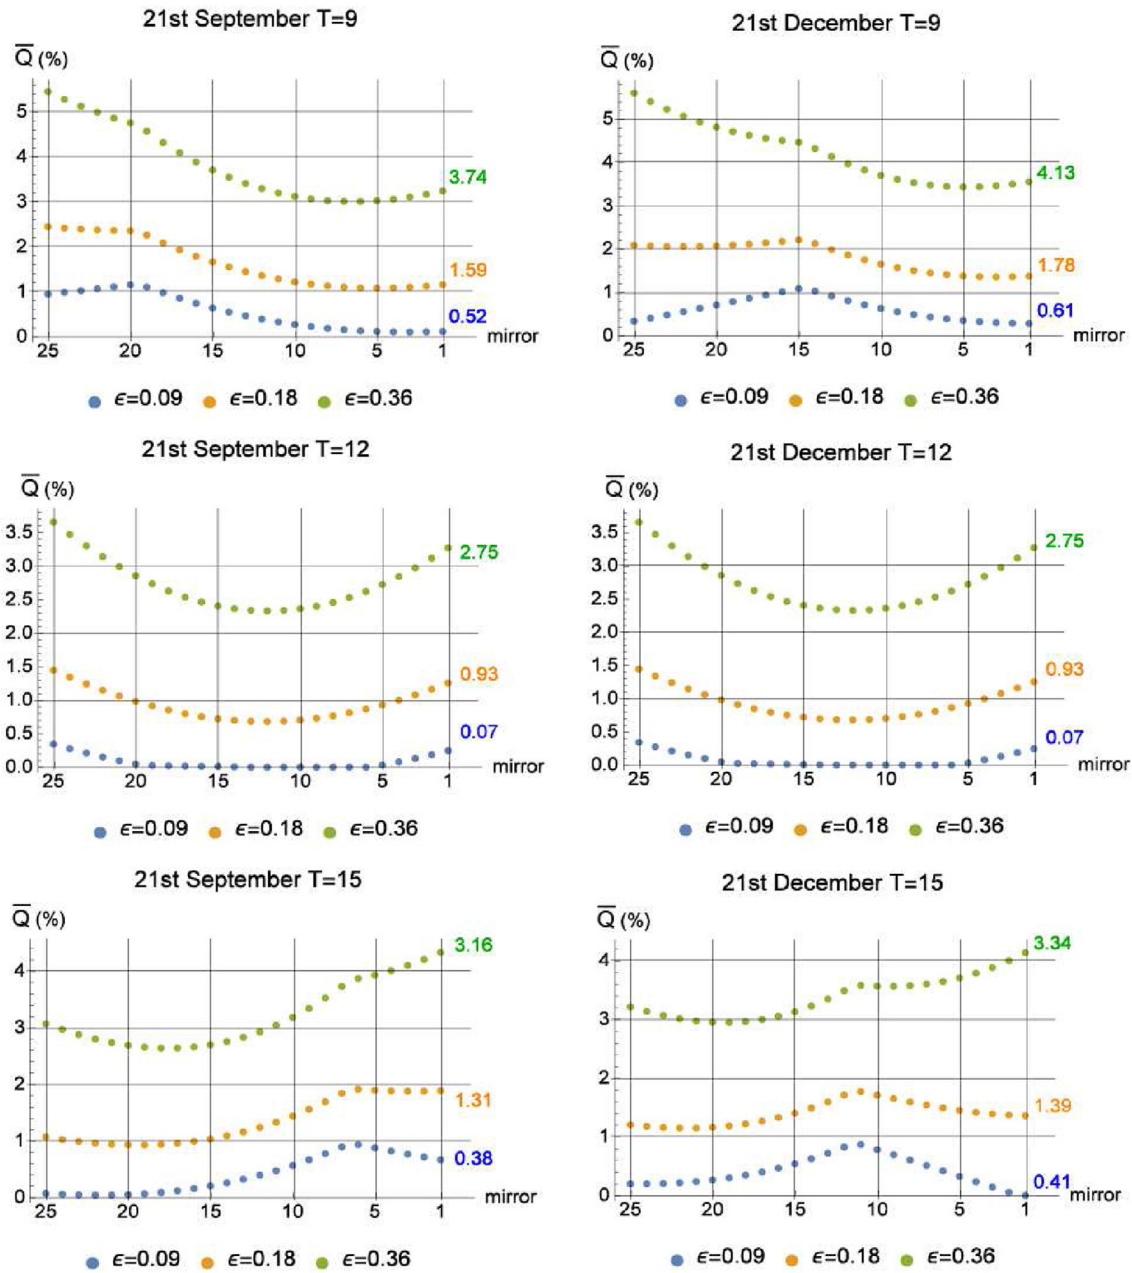 21st September T=9
Q (%)
5
4
3
2
1
0
25 20 15 10 5 1 mirror
3.74
1.59
0.52
ϵ=0.09 ϵ=0.18 ϵ=0.36
21st December T=9
Q (%)
5
4
3
2
1
0
25 20 15 10 5 1 mirror
4.13
1.78
0.61
ϵ=0.09 ϵ=0.18 ϵ=0.36
21st September T=12
Q (%)
3.5
3.0
2.5
2.0
1.5
1.0
0.5
0.0
25 20 15 10 5 1 mirror
2.75
0.93
0.07
ϵ=0.09 ϵ=0.18 ϵ=0.36
21st December T=12
Q (%)
3.5
3.0
2.5
2.0
1.5
1.0
0.5
0.0
25 20 15 10 5 1 mirror
2.75
0.93
0.07
ϵ=0.09 ϵ=0.18 ϵ=0.36
21st September T=15
Q (%)
4
3
2
1
0
25 20 15 10 5 1 mirror
3.16
1.31
0.38
ϵ=0.09 ϵ=0.18 ϵ=0.36
21st December T=15
Q (%)
4
3
2
1
0
25 20 15 10 5 1 mirror
3.34
1.39
0.41
ϵ=0.09 ϵ=0.18 ϵ=0.36